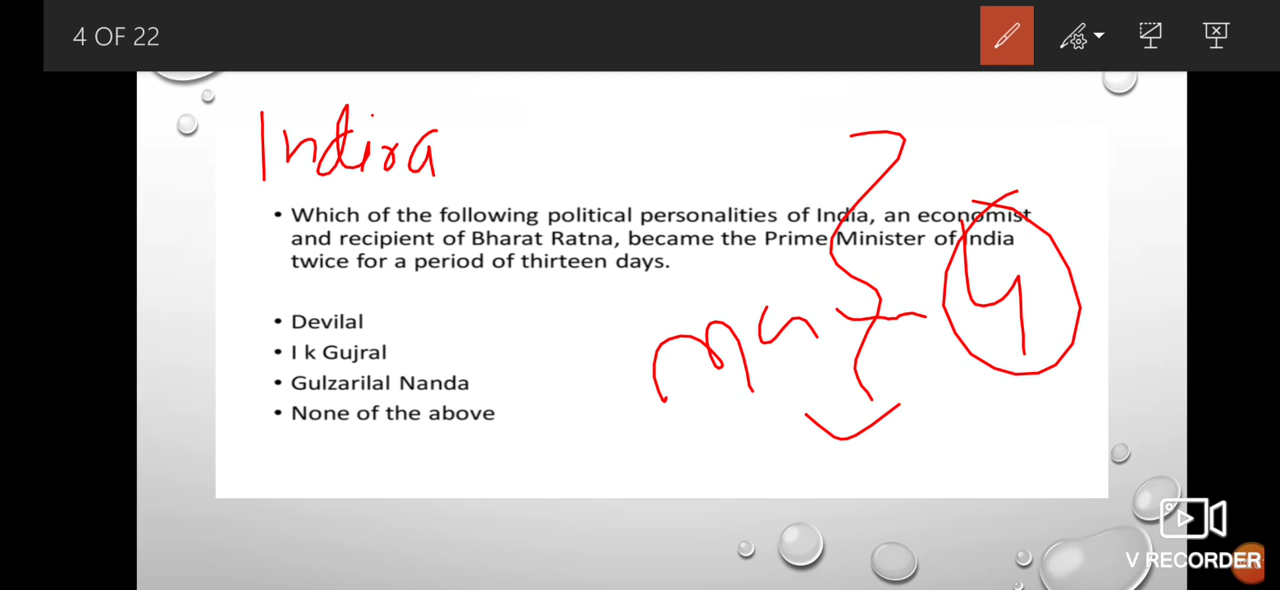 4 OF 22
Indira
• Which of the following political personalities of India, an economist
and recipient of Bharat Ratna, became the Prime Minister of India
twice for a period of thirteen days.
• Devilal
• I k Gujral
• Gulzarilal Nanda
• None of the above
V RECORDER